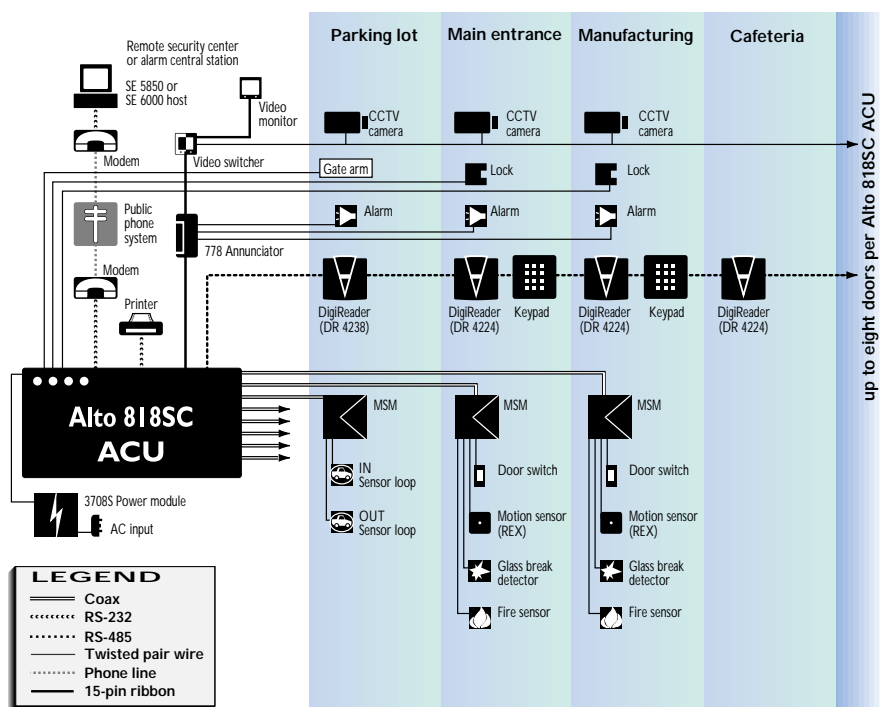 Parking lot
Main entrance
Manufacturing
Cafeteria
Remote security center
or alarm central station
SE 5850 or
SE 6000 host
Video
monitor
Modem
Video switcher
CCTV
camera
CCTV
camera
CCTV
camera
Gate arm
Lock
Lock
Public
phone
system
Alarm
Alarm
Alarm
778 Annunciator
Modem
Printer
DigiReader
(DR 4238)
DigiReader
(DR 4224)
Keypad
DigiReader
(DR 4224)
Keypad
DigiReader
(DR 4224)
up to eight doors per Alto 818SC ACU
Alto 818SC
ACU
MSM
MSM
MSM
IN
Sensor loop
OUT
Sensor loop
Door switch
Motion sensor
(REX)
Glass break
detector
Fire sensor
Door switch
Motion sensor
(REX)
Glass break
detector
Fire sensor
3708S Power module
AC input
LEGEND
Coax
RS-232
RS-485
Twisted pair wire
Phone line
15-pin ribbon